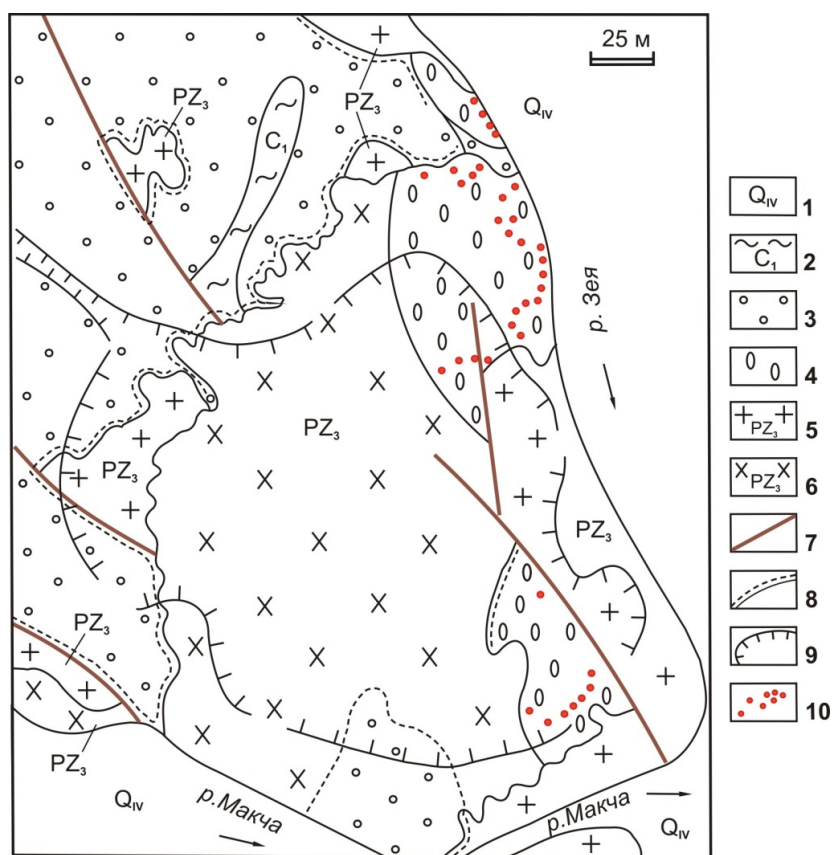 25 м
Q_IV
PZ₃
PZ₃
C₁
р. Зея
PZ₃
PZ₃
PZ₃
PZ₃
PZ₃
Q_IV
р.Макча
р.Макча
Q_IV
Q_IV 1
C₁ 2
3
4
PZ₃ 5
PZ₃ 6
7
8
9
10